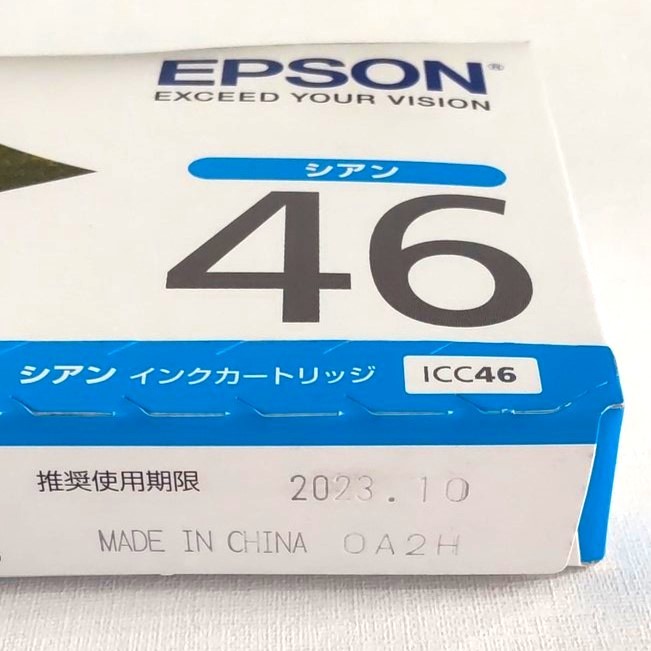 EPSON®
EXCEED YOUR VISION
シアン
46
シアン インクカートリッジ ICC46
推奨使用期限 2023.10
MADE IN CHINA 0A2H